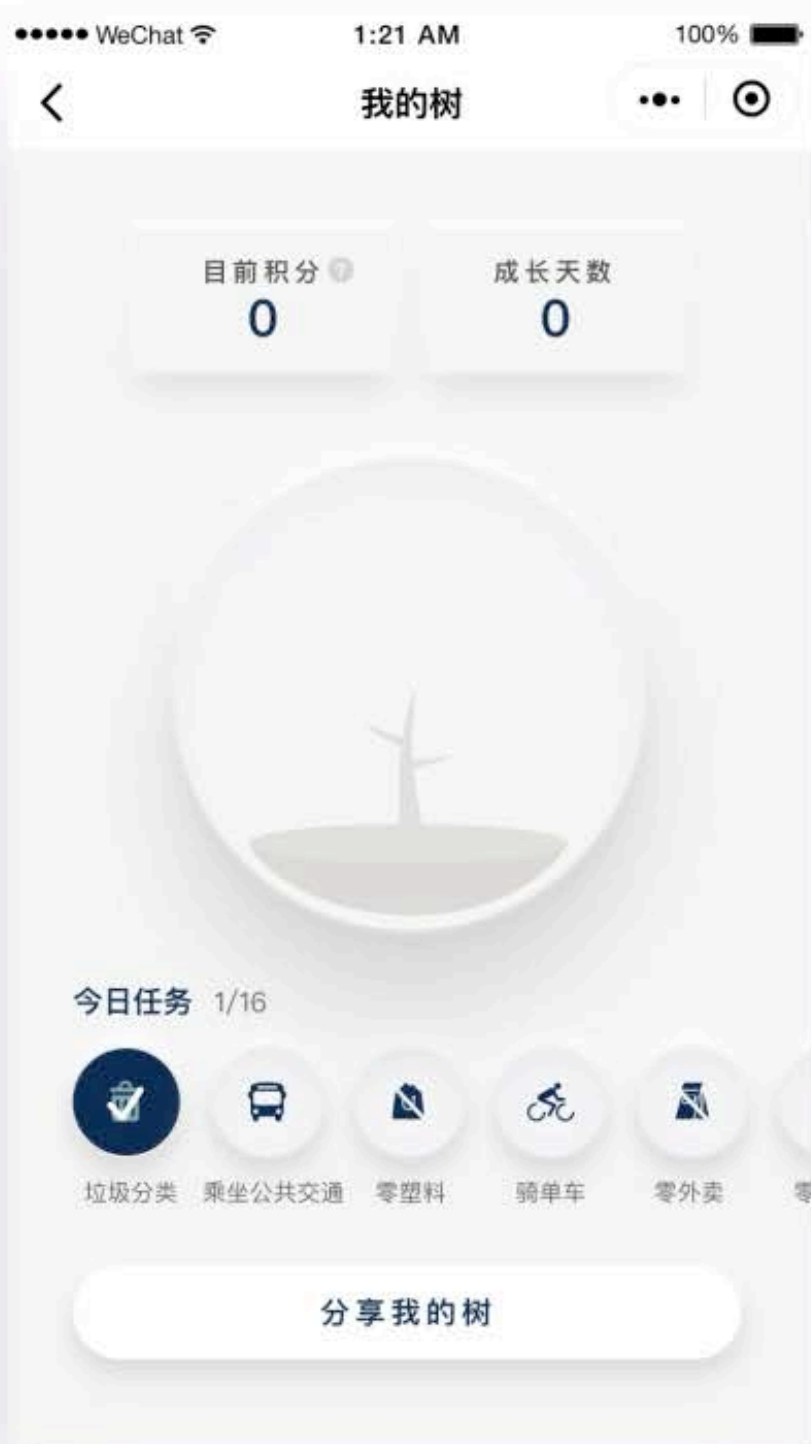 WeChat 1:21 AM 100%
我的树
目前积分 ? 成长天数
0 0
今日任务 1/16
垃圾分类 乘坐公共交通 零塑料 骑单车 零外卖 零
分享我的树